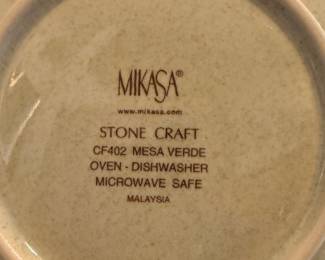 MIKASA®
www.mikasa.com
STONE CRAFT
CF402 MESA VERDE
OVEN - DISHWASHER
MICROWAVE SAFE
MALAYSIA